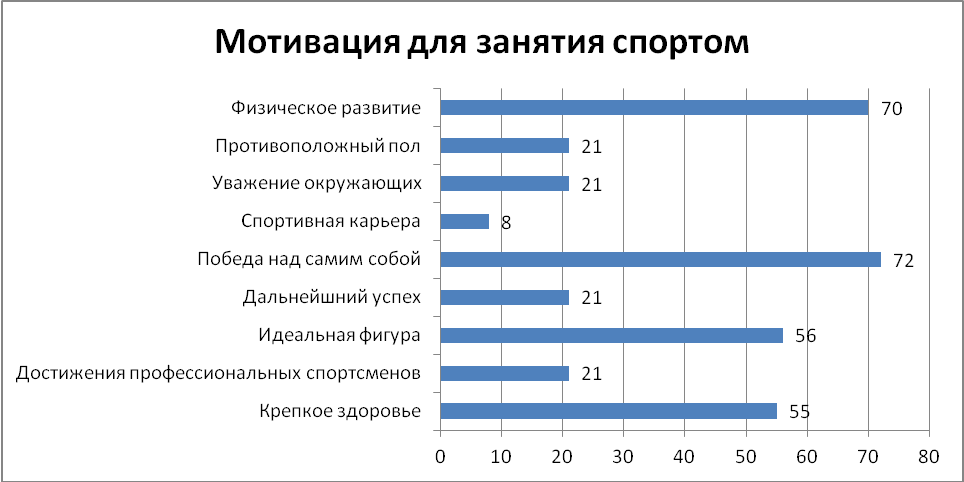 Мотивация для занятия спортом
Физическое развитие 70
Противоположный пол 21
Уважение окружающих 21
Спортивная карьера 8
Победа над самим собой 72
Дальнейшний успех 21
Идеальная фигура 56
Достижения профессиональных спортсменов 21
Крепкое здоровье 55
0 10 20 30 40 50 60 70 80